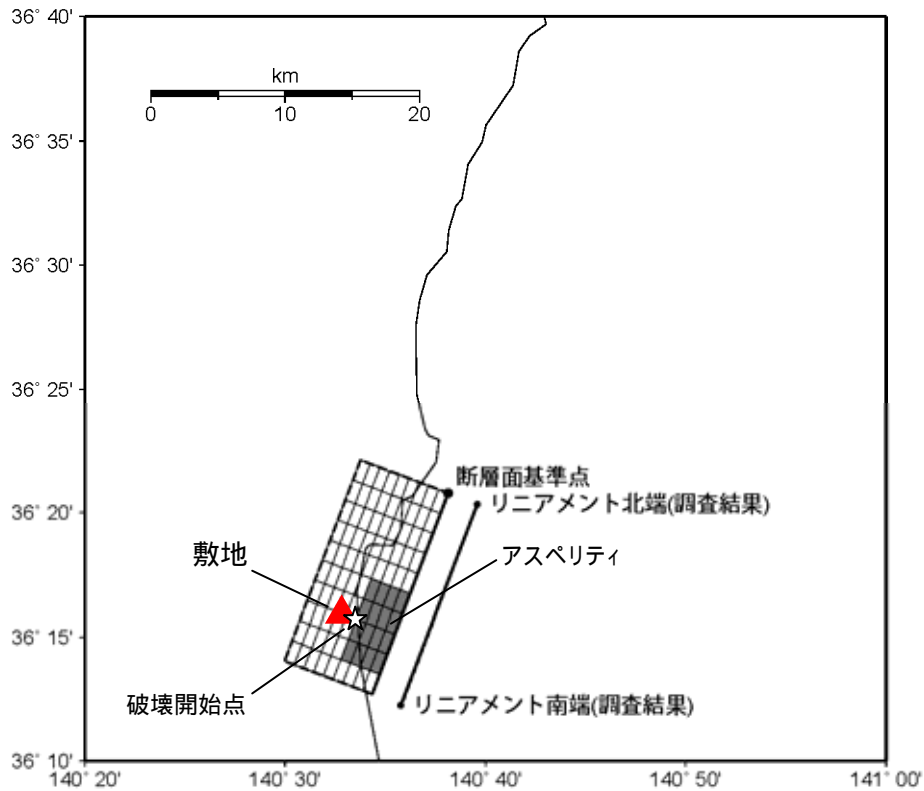 36° 40'
km
0 10 20
36° 35'
36° 30'
36° 25'
断層面基準点
リニアメント北端(調査結果)
36° 20'
敷地
アスペリティ
36° 15'
破壊開始点
リニアメント南端(調査結果)
36° 10'
140° 20' 140° 30' 140° 40' 140° 50' 141° 00'